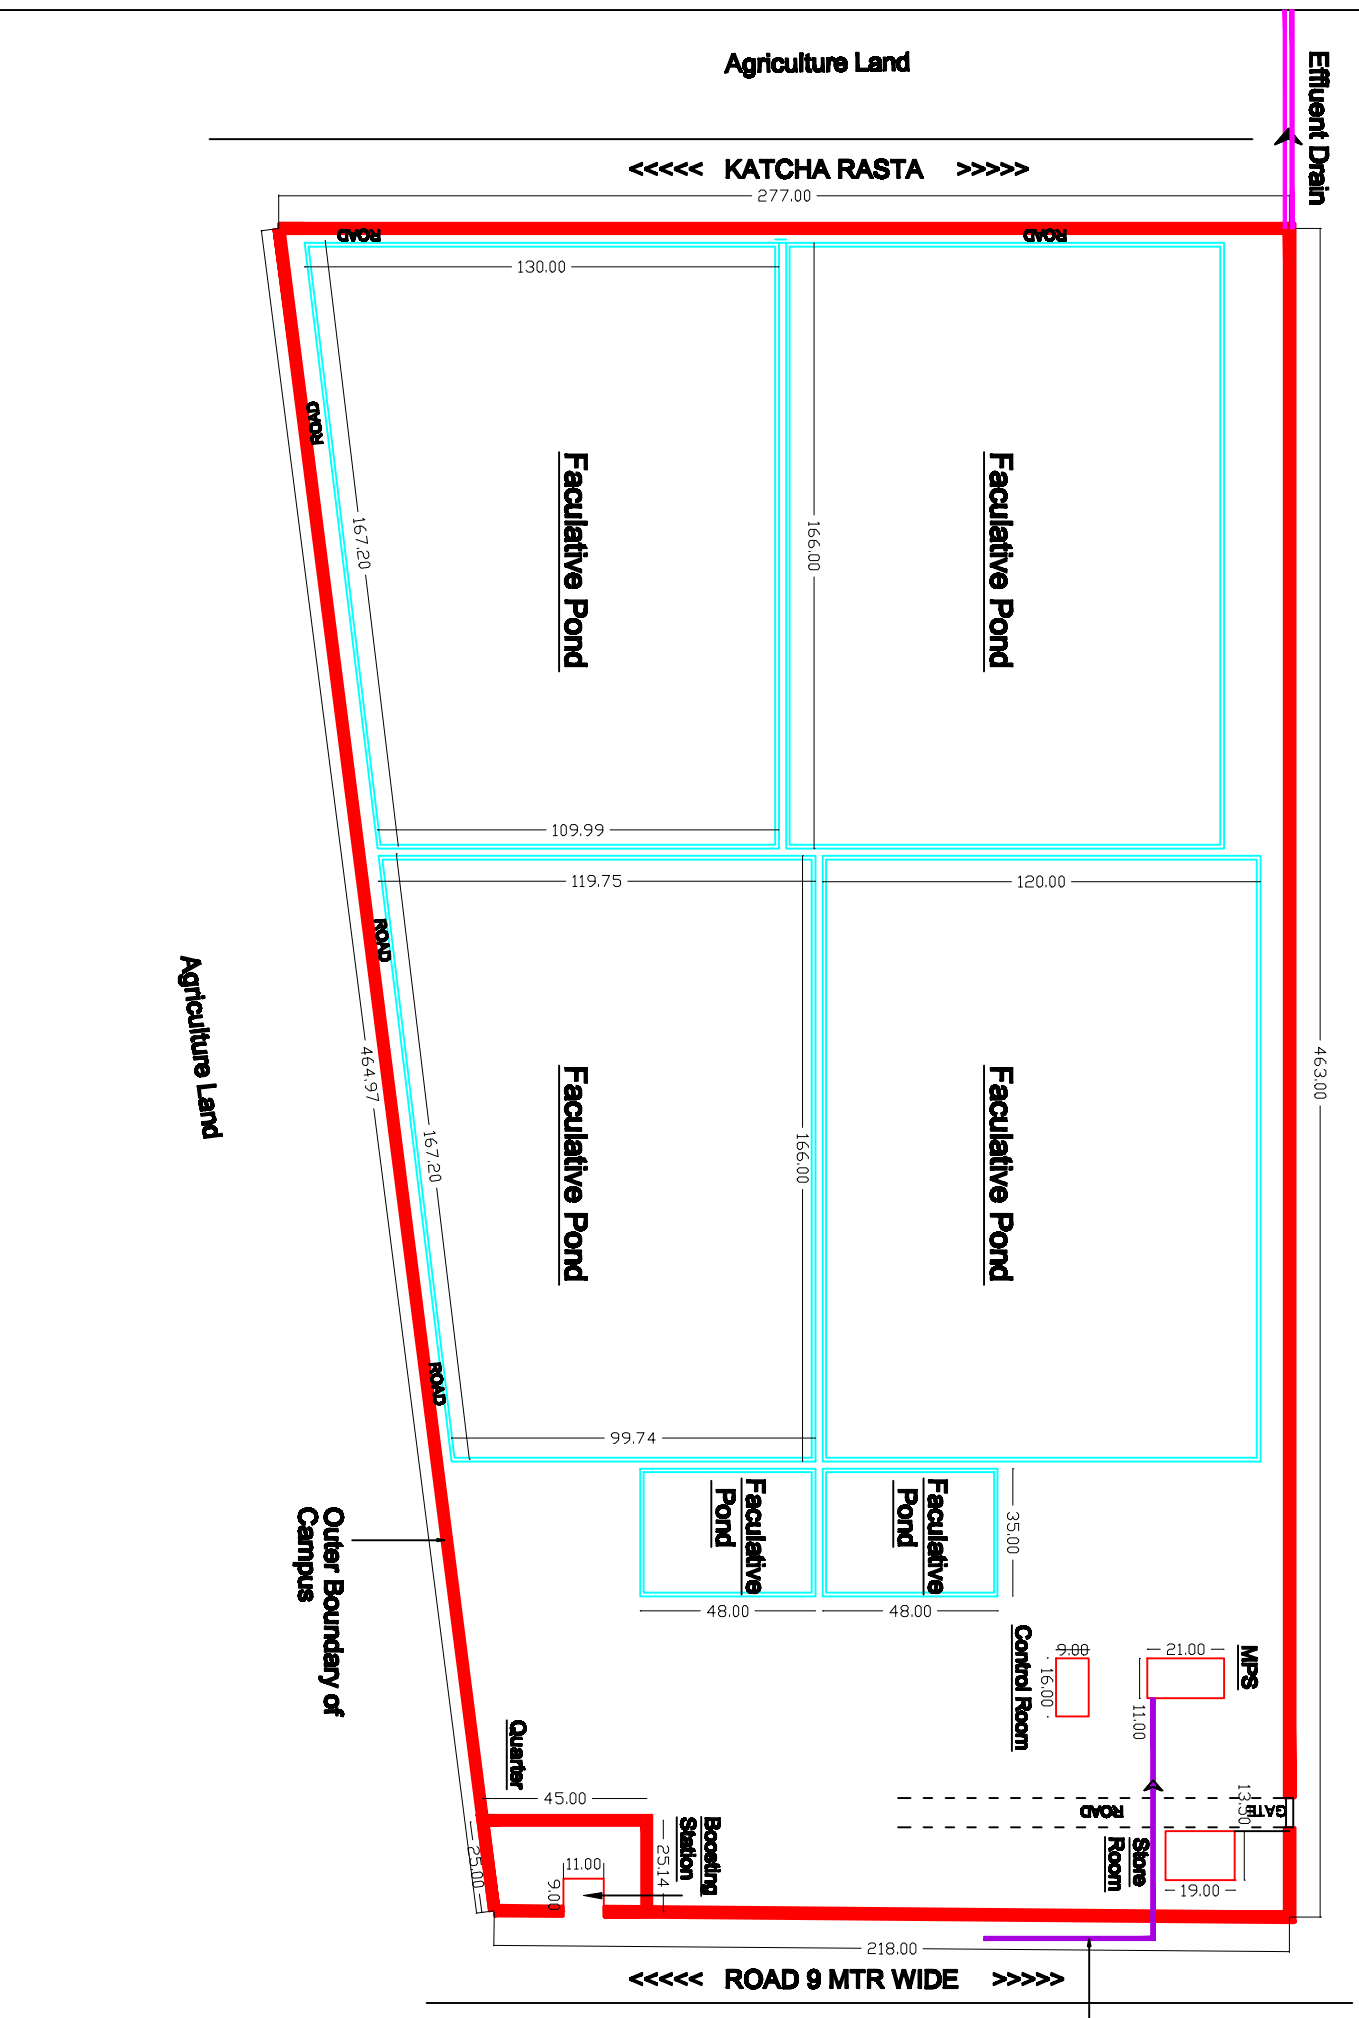 Agriculture Land
Effluent Drain
<<<<< KATCHA RASTA >>>>>
277.00
ROAD
ROAD
130.00
ROAD
Faculative Pond
Faculative Pond
167.20
166.00
109.99
119.75
120.00
ROAD
Agriculture Land
464.97
463.00
Faculative Pond
Faculative Pond
167.20
166.00
ROAD
99.74
Faculative
Pond
Faculative
Pond
35.00
48.00
48.00
Outer Boundary of
Campus
Control Room
9.00
16.00
21.00
MPS
11.00
Quarter
45.00
Boosting
Station
25.14
25.00
11.00
9.00
ROAD
13.50
GATE
Store
Room
19.00
218.00
<<<<< ROAD 9 MTR WIDE >>>>>